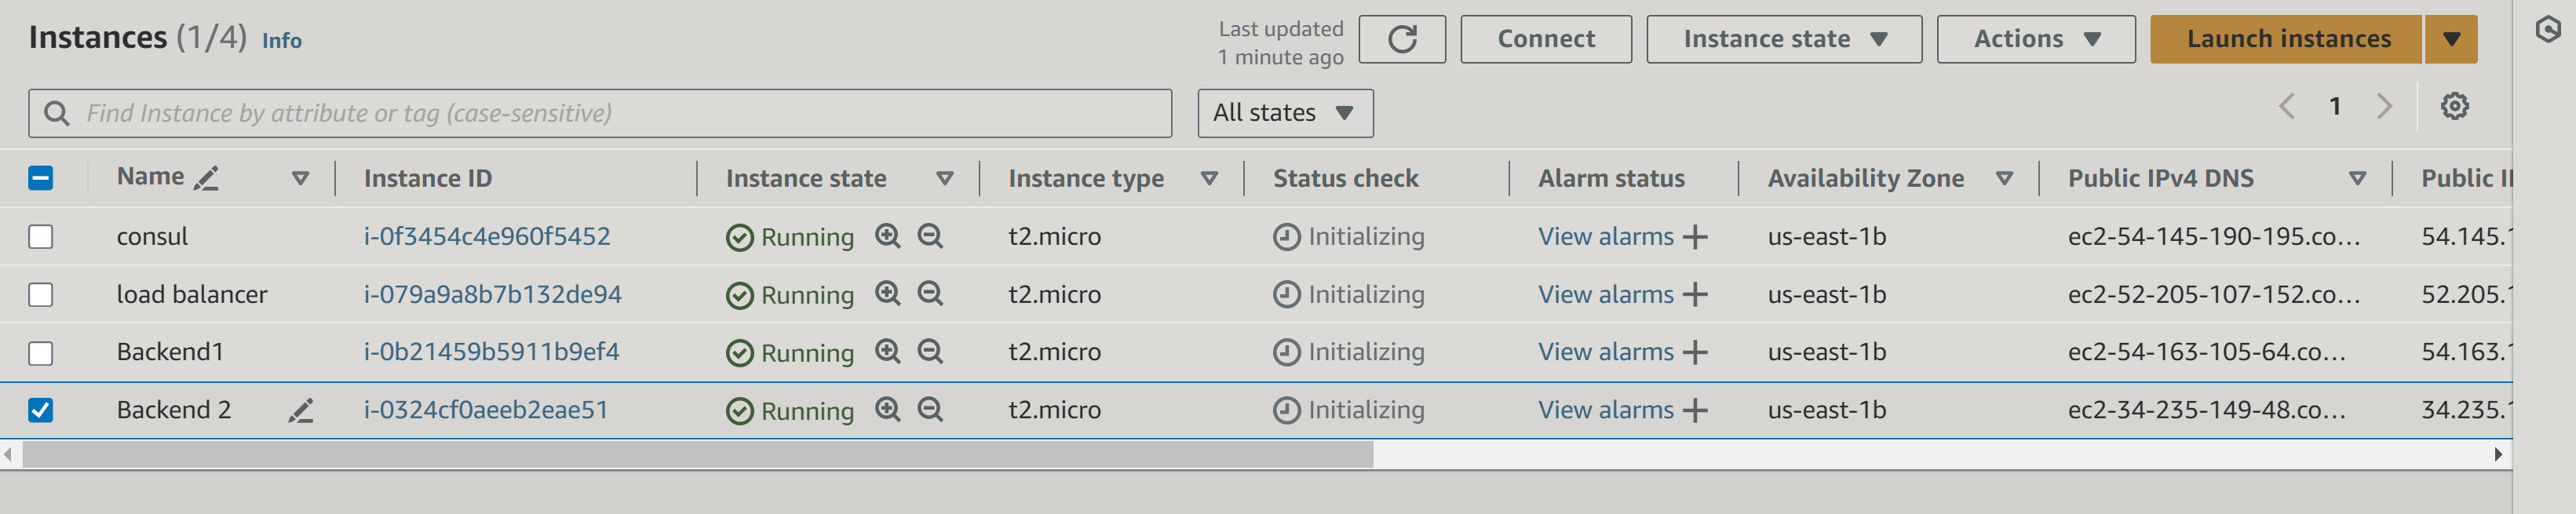 Instances (1/4) Info
Last updated
1 minute ago
Connect
Instance state
Actions
Launch instances
Find Instance by attribute or tag (case-sensitive)
All states
1
Name Instance ID Instance state Instance type Status check Alarm status Availability Zone Public IPv4 DNS Public
consul i-0f3454c4e960f5452 Running t2.micro Initializing View alarms + us-east-1b ec2-54-145-190-195.co... 54.145.
load balancer i-079a9a8b7b132de94 Running t2.micro Initializing View alarms + us-east-1b ec2-52-205-107-152.co... 52.205.
Backend1 i-0b21459b5911b9ef4 Running t2.micro Initializing View alarms + us-east-1b ec2-54-163-105-64.co... 54.163.
Backend 2 i-0324cf0aeeb2eae51 Running t2.micro Initializing View alarms + us-east-1b ec2-34-235-149-48.co... 34.235.